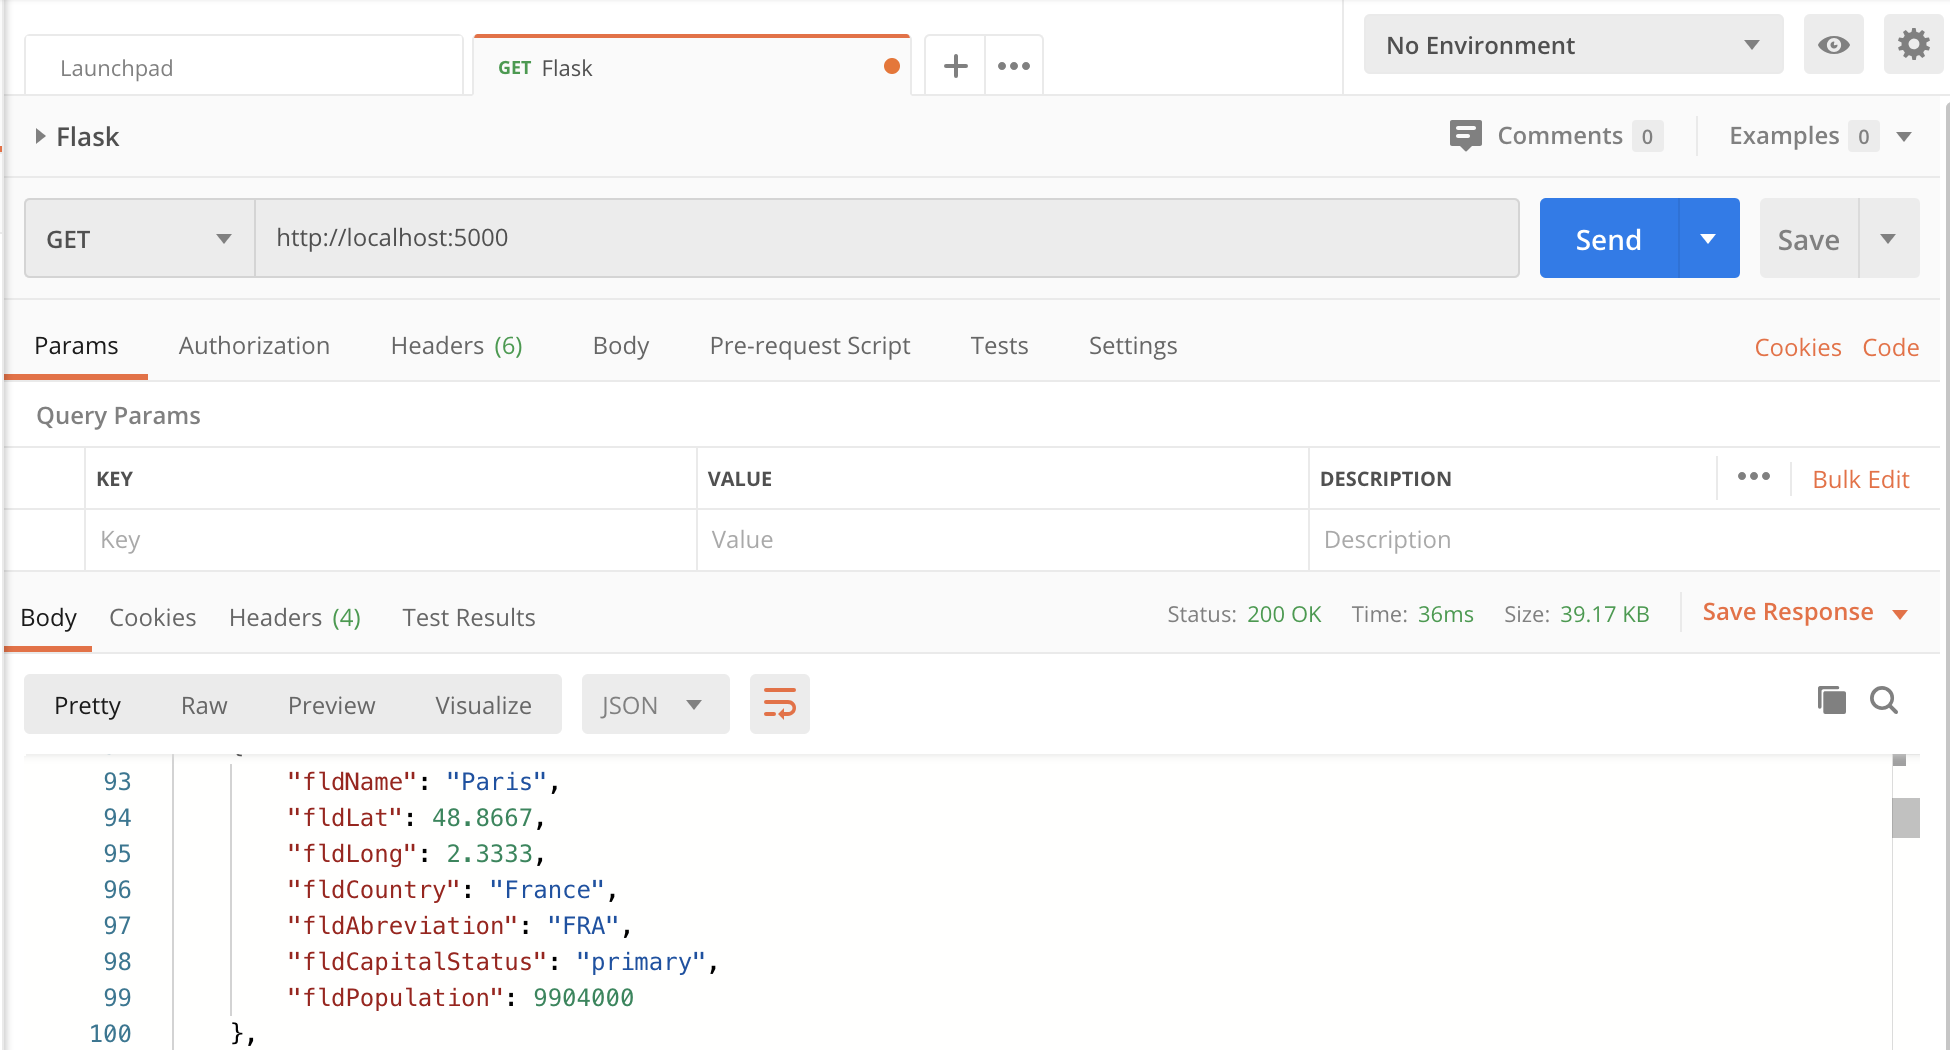 Launchpad
GET Flask
No Environment
Flask
Comments 0
Examples 0
GET
http://localhost:5000
Send
Save
Params
Authorization
Headers (6)
Body
Pre-request Script
Tests
Settings
Cookies
Code
Query Params
KEY
VALUE
DESCRIPTION
Bulk Edit
Key
Value
Description
Body
Cookies
Headers (4)
Test Results
Status: 200 OK
Time: 36ms
Size: 39.17 KB
Save Response
Pretty
Raw
Preview
Visualize
JSON
93 "fldName": "Paris",
94 "fldLat": 48.8667,
95 "fldLong": 2.3333,
96 "fldCountry": "France",
97 "fldAbreviation": "FRA",
98 "fldCapitalStatus": "primary",
99 "fldPopulation": 9904000
100 },